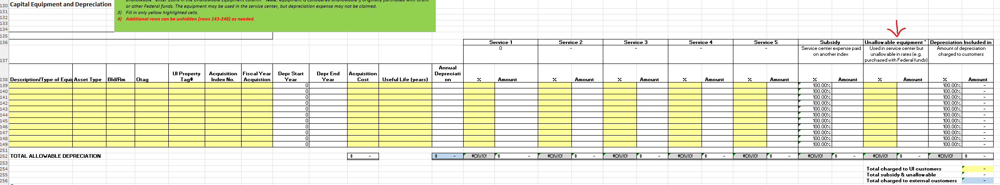 130 Capital Equipment and Depreciation
unallowable" enter 100% in the Unallowable Equipment column. *Note: equipment is considered unallowable if originally purchased with Grant
or other Federal funds. The equipment may be used in the service center, but depreciation expense may not be claimed.
131
3) Fill in only yellow highlighted cells.
132
4) Additional rows can be unhidden (rows 143-248) as needed.
133
134
135
136 Service 1 Service 2 Service 3 Service 4 Service 5 Subsidy Unallowable equipment * Depreciation Included in
0 - - - - Service center expense paid Used in service center but Amount of depreciation
on another index unallowable in rates (e.g. charged to customers
137 purchased with Federal funds)
Annual
UI Property Acquisition Fiscal Year Depr Start Depr End Acquisition Depreciati
138 Description/Type of Equi Asset Type Bld/Rm Otag Tag# Index No. Acquistion Year Year Cost Useful Life (years) on % Amount % Amount % Amount % Amount % Amount % Amount % Amount % Amount
139 0 100.00% 100.00% -
140 0 100.00% 100.00% -
141 0 100.00% 100.00% -
142 0 100.00% 100.00% -
143 0 100.00% 100.00% -
144 0 100.00% 100.00% -
145 0 100.00% 100.00% -
146 0 100.00% 100.00% -
147 0 100.00% 100.00% -
148 0 100.00% 100.00% -
149 0 100.00% 100.00% -
251
252 TOTAL ALLOWABLE DEPRECIATION $ - $ - #DIV/0! $ - #DIV/0! $ - #DIV/0! $ - #DIV/0! $ - #DIV/0! $ - #DIV/0! $ - #DIV/0! $ - #DIV/0! $ -
253
254 Total charged to UI customers -
255 Total subsidy & unallowable -
256 Total charged to external customers -